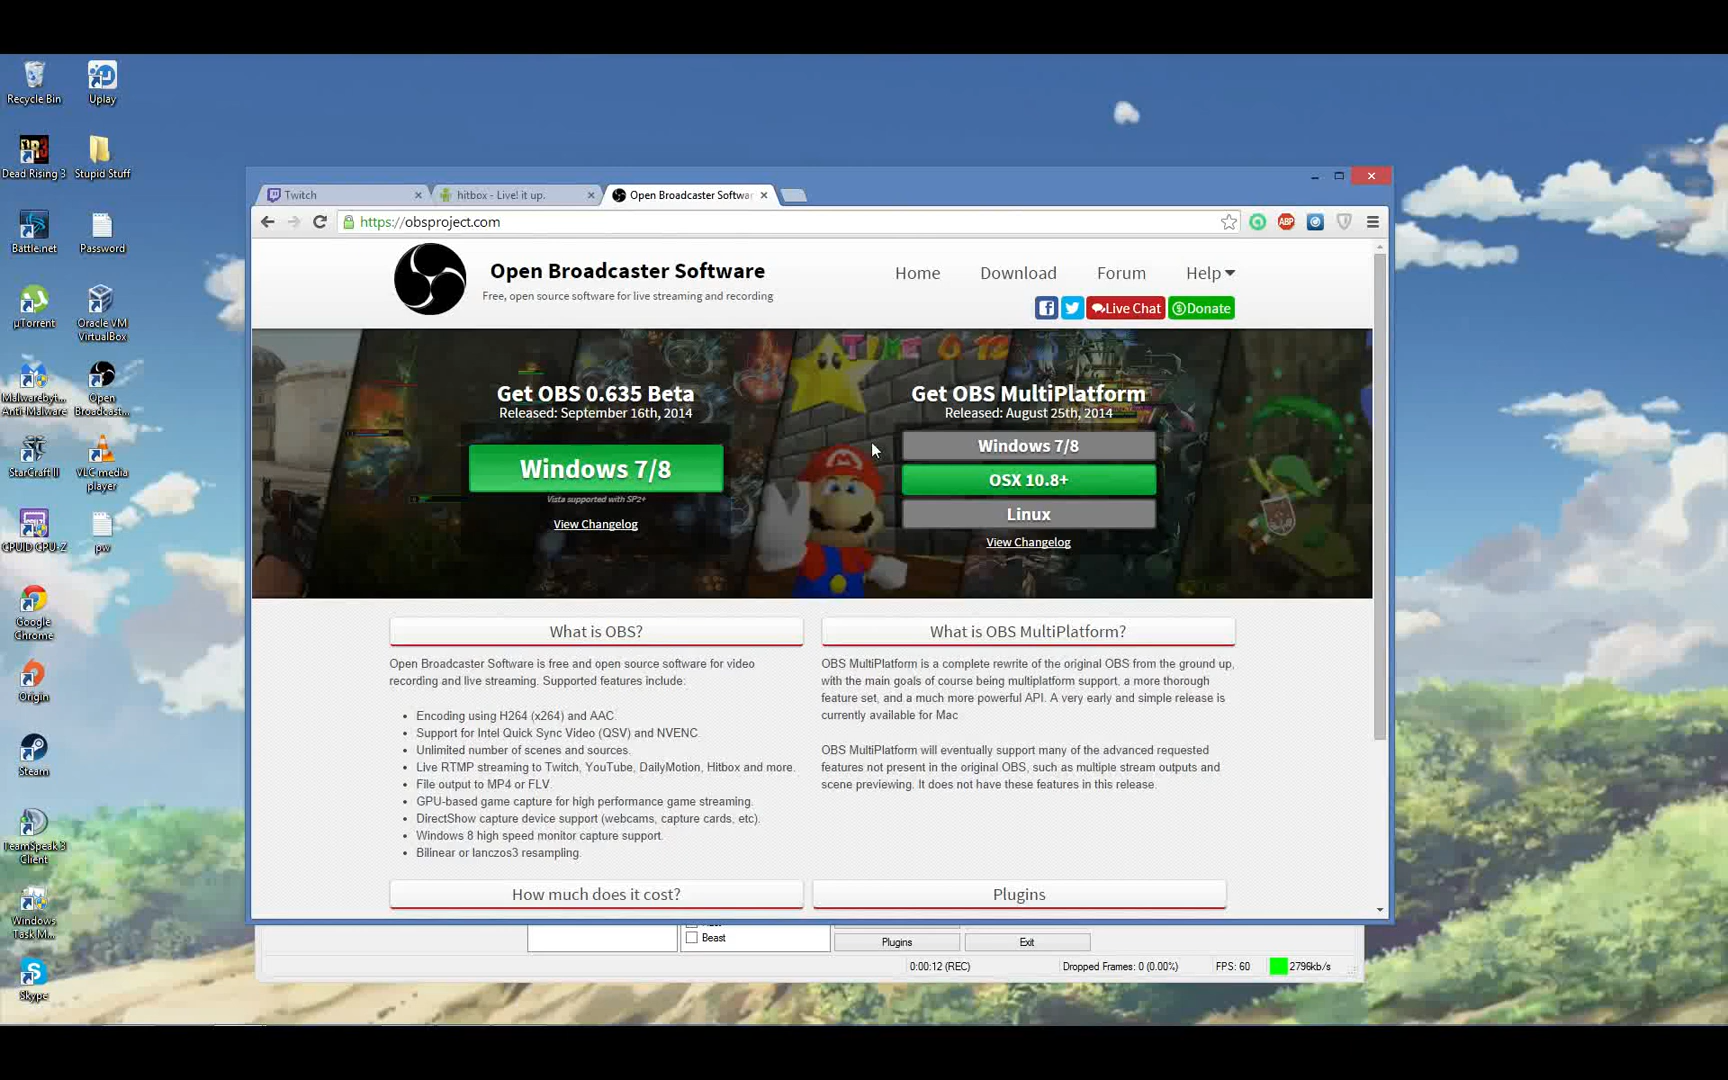 Recycle Bin
Uplay
Dead Rising 3
Stupid Stuff
Battle.net
Password
µTorrent
Oracle VM
VirtualBox
Malwareby...
Anti-Malware
Open
Broadcast...
StarCraft II
VLC media
player
CPUID CPU-Z
pw
Google
Chrome
Origin
Steam
TeamSpeak 3
Client
Windows
Task M...
Skype
Twitch
hitbox - Live! it up.
Open Broadcaster Softwar
https://obsproject.com
ABP
Open Broadcaster Software
Free, open source software for live streaming and recording
Home
Download
Forum
Help
Live Chat
Donate
TIME
Get OBS 0.635 Beta
Released: September 16th, 2014
Windows 7/8
Vista supported with SP2+
View Changelog
Get OBS MultiPlatform
Released: August 25th, 2014
Windows 7/8
OSX 10.8+
Linux
View Changelog
What is OBS?
Open Broadcaster Software is free and open source software for video
recording and live streaming. Supported features include:
Encoding using H264 (x264) and AAC.
Support for Intel Quick Sync Video (QSV) and NVENC.
Unlimited number of scenes and sources.
Live RTMP streaming to Twitch, YouTube, DailyMotion, Hitbox and more.
File output to MP4 or FLV.
GPU-based game capture for high performance game streaming.
DirectShow capture device support (webcams, capture cards, etc).
Windows 8 high speed monitor capture support.
Bilinear or lanczos3 resampling.
What is OBS MultiPlatform?
OBS MultiPlatform is a complete rewrite of the original OBS from the ground up,
with the main goals of course being multiplatform support, a more thorough
feature set, and a much more powerful API. A very early and simple release is
currently available for Mac
OBS MultiPlatform will eventually support many of the advanced requested
features not present in the original OBS, such as multiple stream outputs and
scene previewing. It does not have these features in this release.
How much does it cost?
Plugins
Beast
Plugins
Exit
0:00:12 (REC)
Dropped Frames: 0 (0.00%)
FPS: 60
2796kb/s